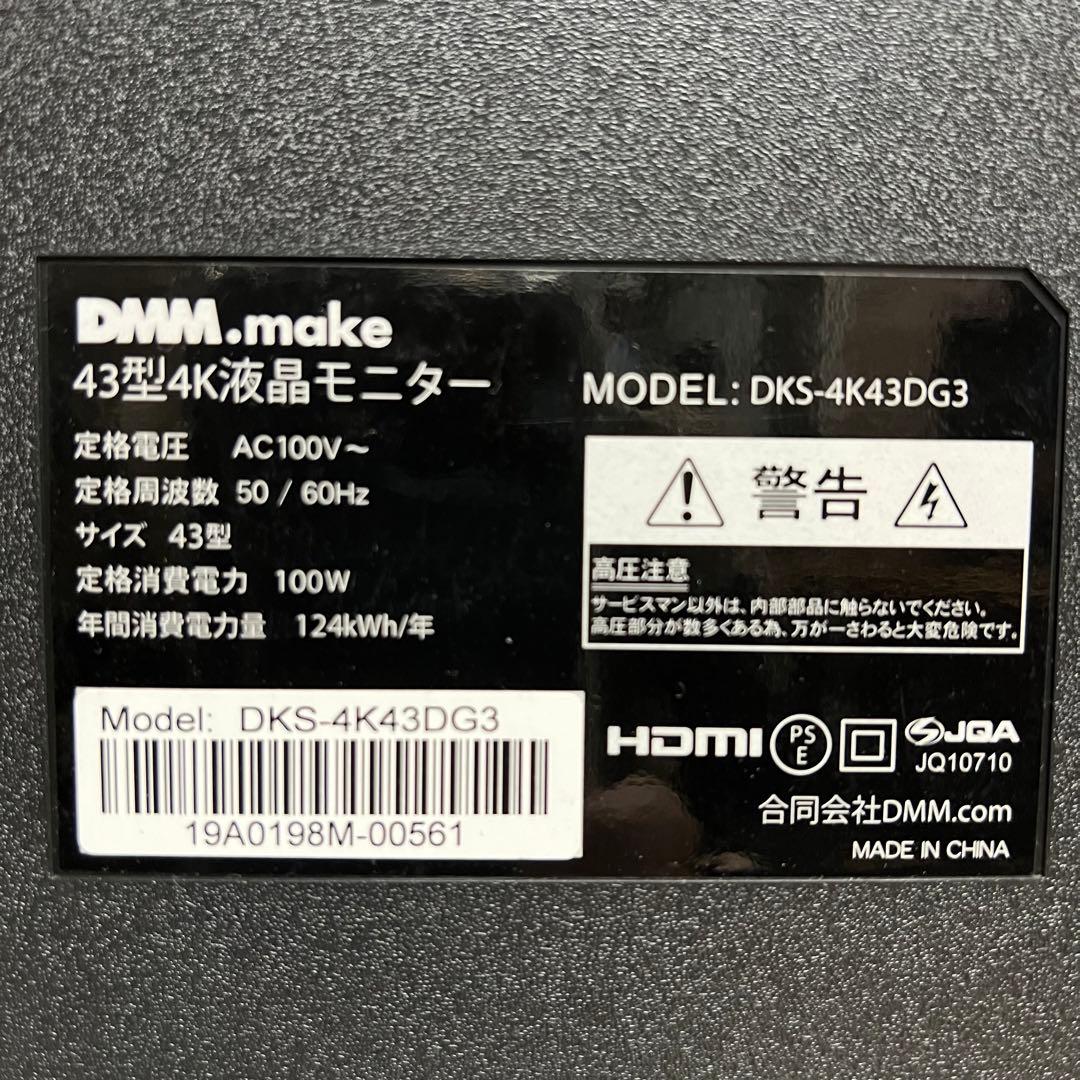 DMM.make
43型4K液晶モニター
MODEL: DKS-4K43DG3
定格電圧 AC100V～
定格周波数 50 / 60Hz
サイズ 43型
定格消費電力 100W
年間消費電力量 124kWh/年
警告
高圧注意
サービスマン以外は、内部部品に触らないでください。
高圧部分が数多くある為、万が一さわると大変危険です。
Model: DKS-4K43DG3
19A0198M-00561
HDMI PS E JQA
JQ10710
合同会社DMM.com
MADE IN CHINA